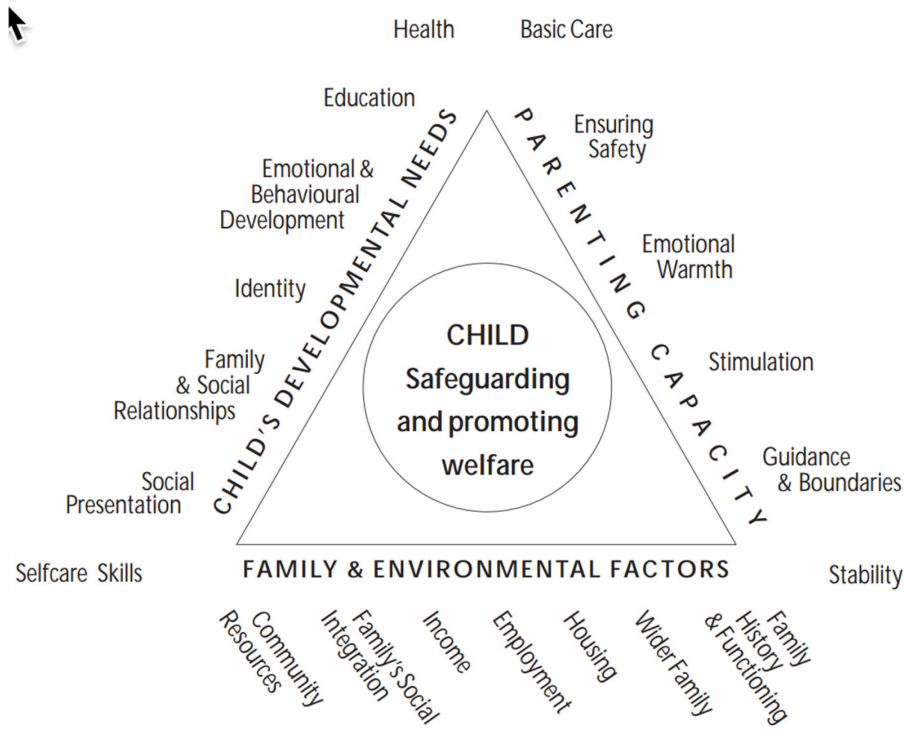 Health
Basic Care
Education
Ensuring
Safety
Emotional &
Behavioural
Development
Emotional
Warmth
Identity
Stimulation
Family
& Social
Relationships
Guidance
& Boundaries
Social
Presentation
Selfcare Skills
Stability
CHILD'S DEVELOPMENTAL NEEDS
PARENTING CAPACITY
CHILD
Safeguarding
and promoting
welfare
FAMILY & ENVIRONMENTAL FACTORS
Community
Resources
Family's Social
Integration
Income
Employment
Housing
Wider Family
Family
History
& Functioning